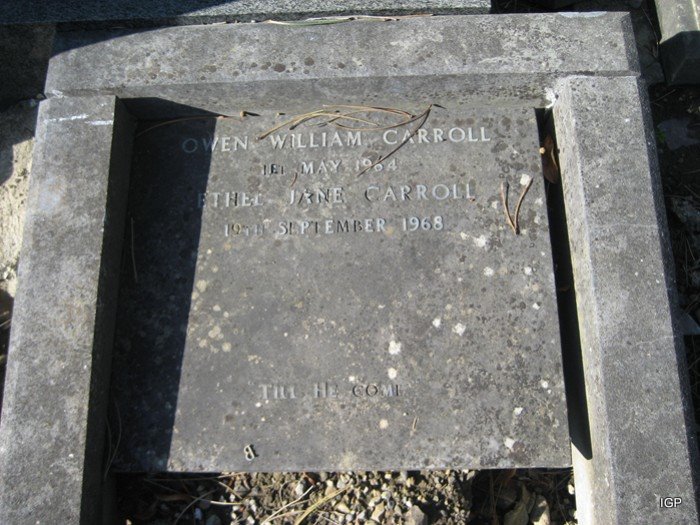 OWEN WILLIAM CARROLL
1ST MAY 1964
ETHEL JANE CARROLL
19TH SEPTEMBER 1968
TILL HE COME
IGP